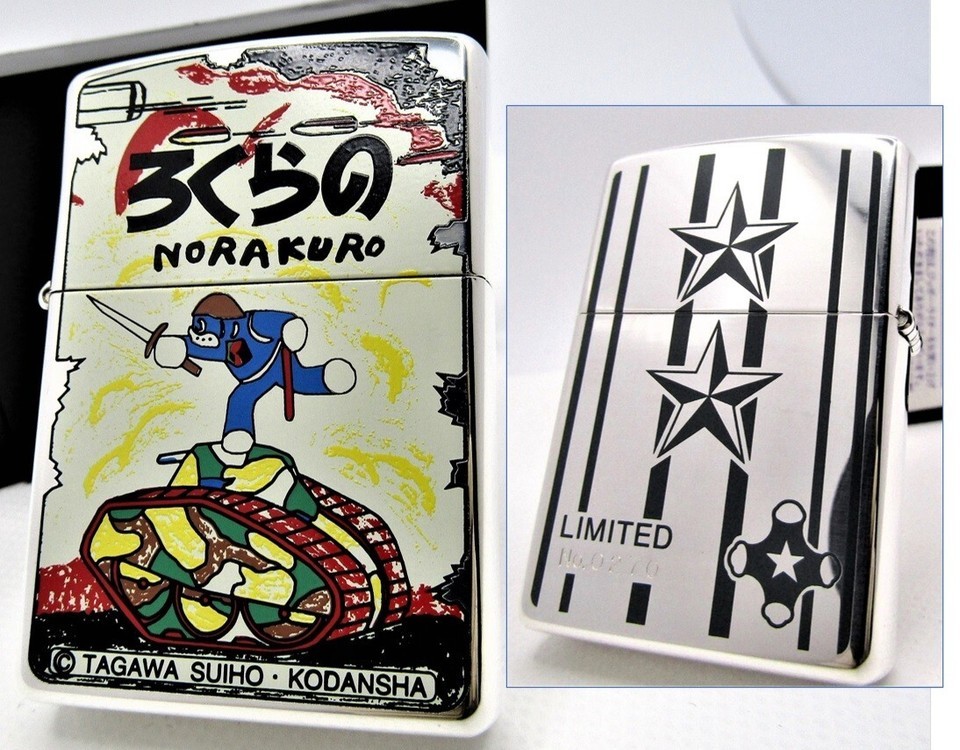 のらくろ
NORAKURO
© TAGAWA SUIHO・KODANSHA
LIMITED